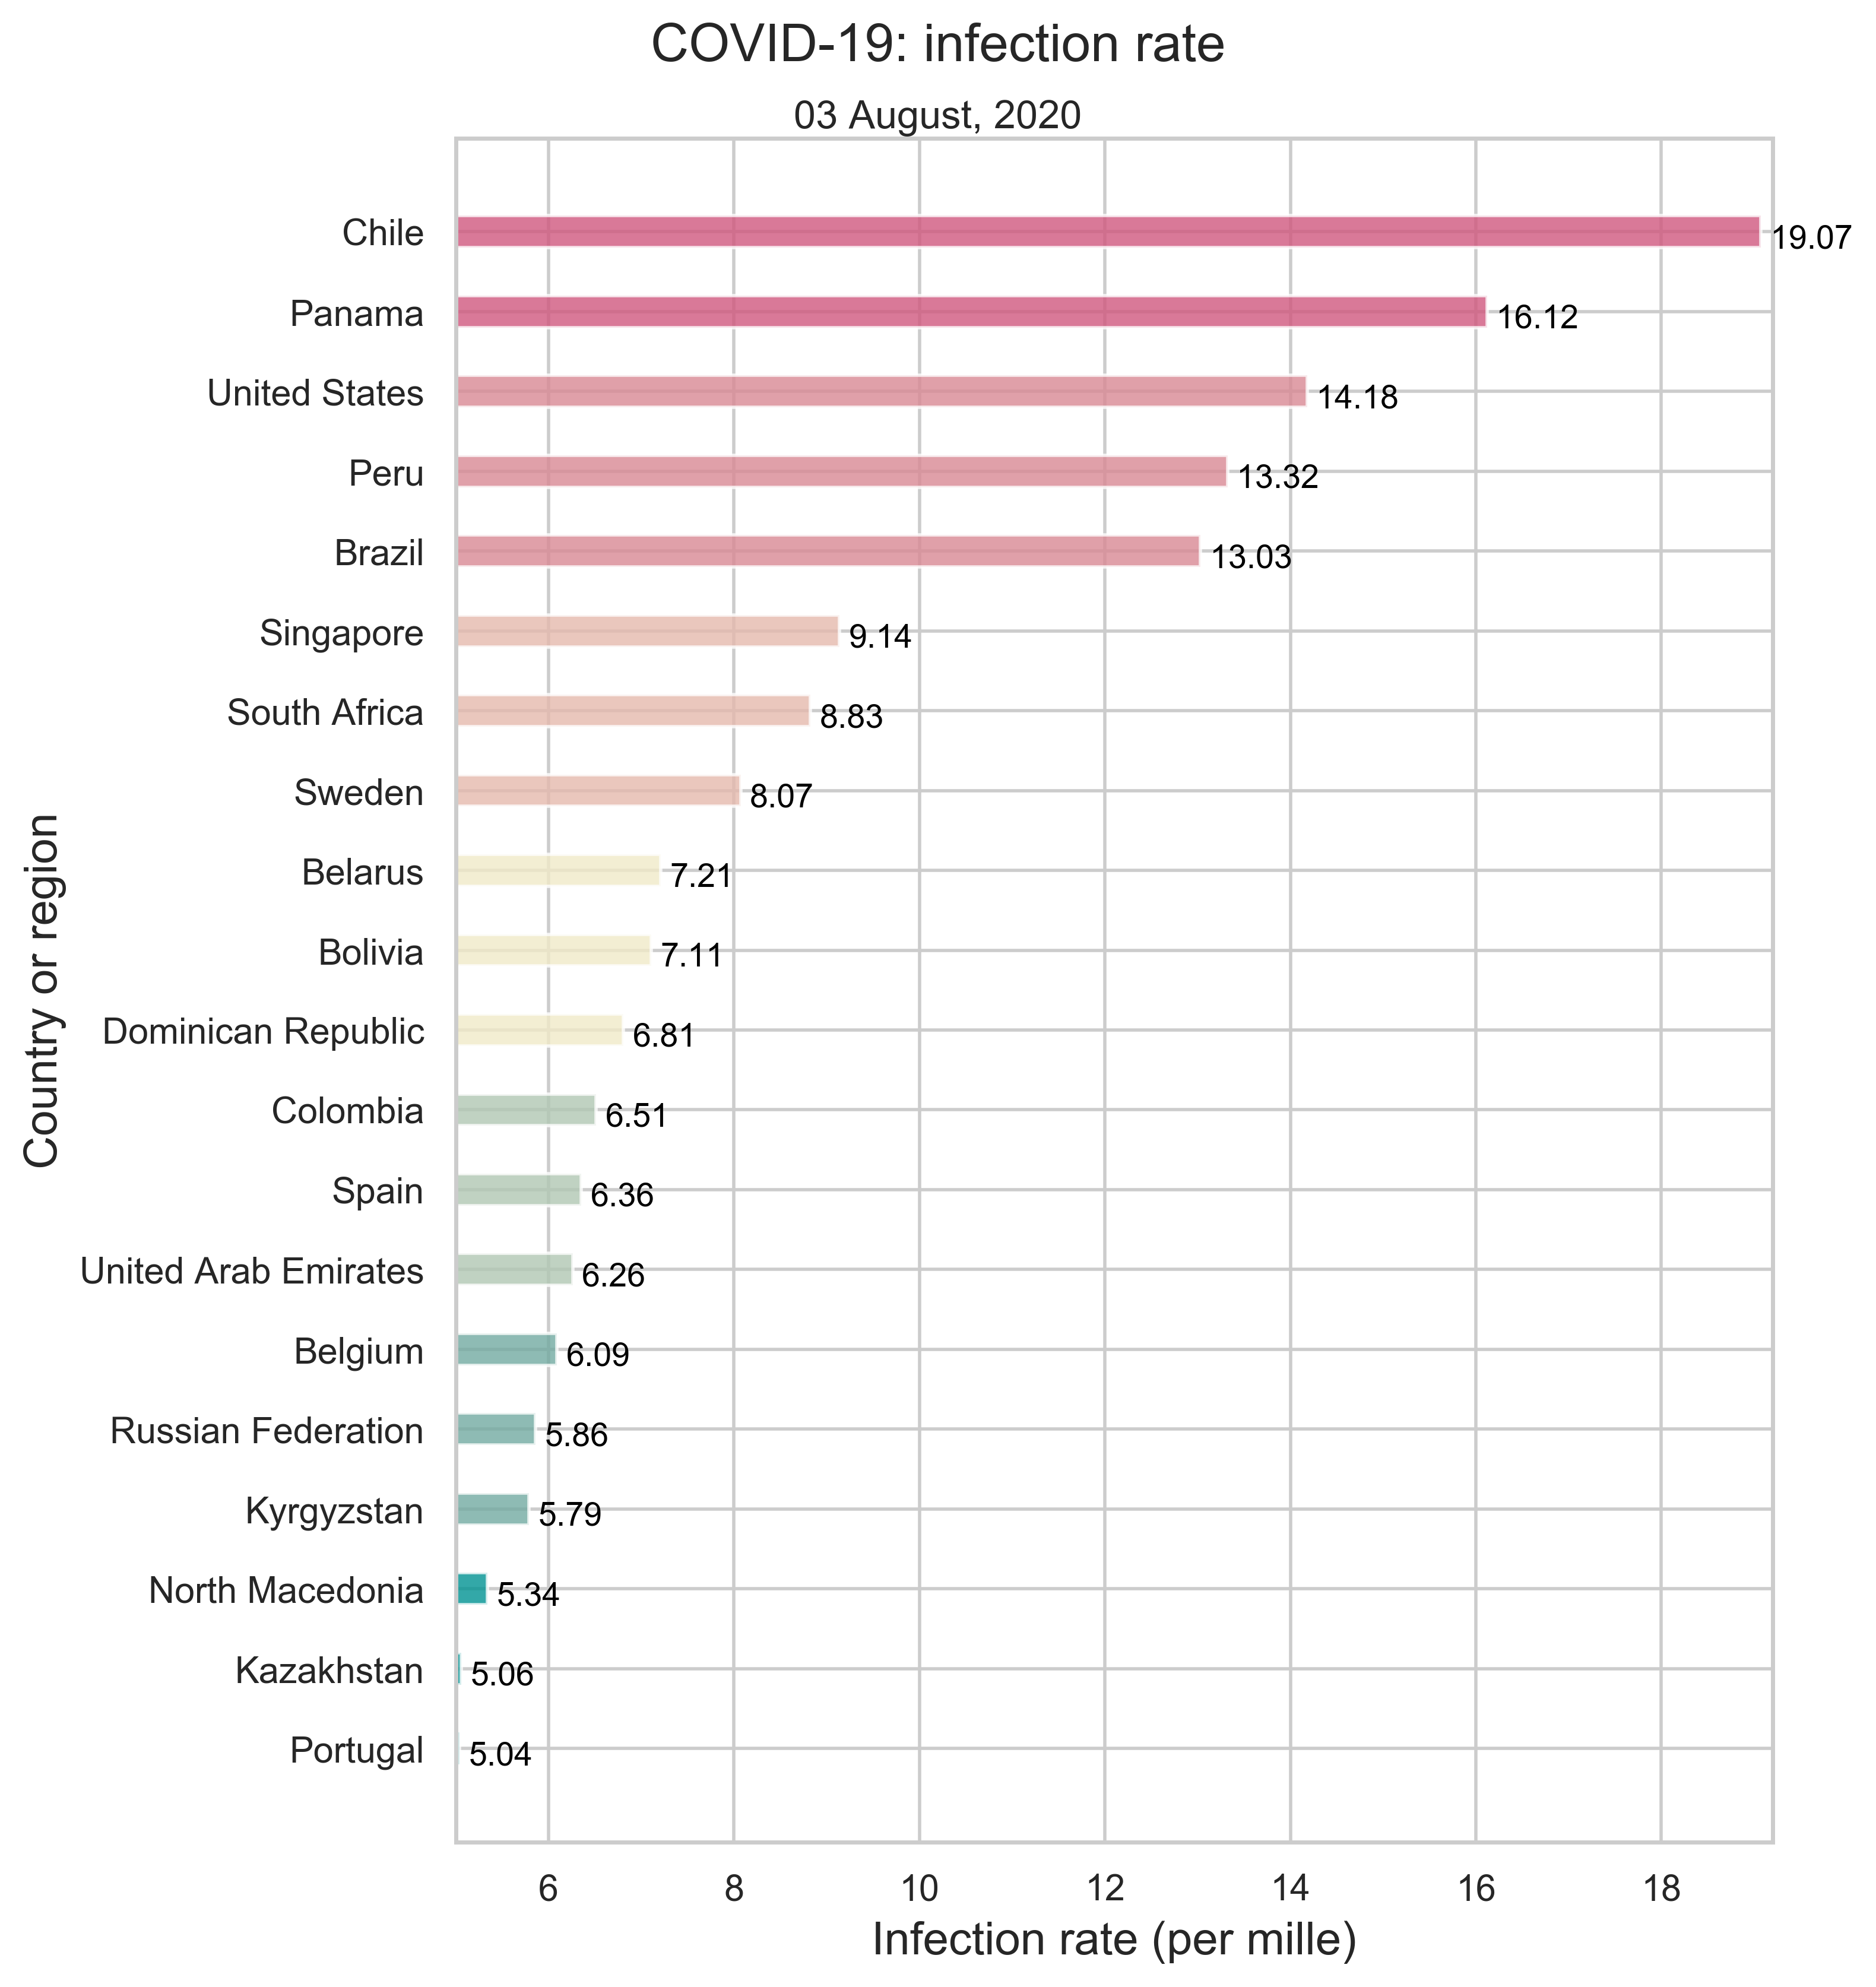 COVID-19: infection rate
03 August, 2020
Chile 19.07
Panama 16.12
United States 14.18
Peru 13.32
Brazil 13.03
Singapore 9.14
South Africa 8.83
Sweden 8.07
Belarus 7.21
Bolivia 7.11
Dominican Republic 6.81
Colombia 6.51
Spain 6.36
United Arab Emirates 6.26
Belgium 6.09
Russian Federation 5.86
Kyrgyzstan 5.79
North Macedonia 5.34
Kazakhstan 5.06
Portugal 5.04
Country or region
6 8 10 12 14 16 18
Infection rate (per mille)